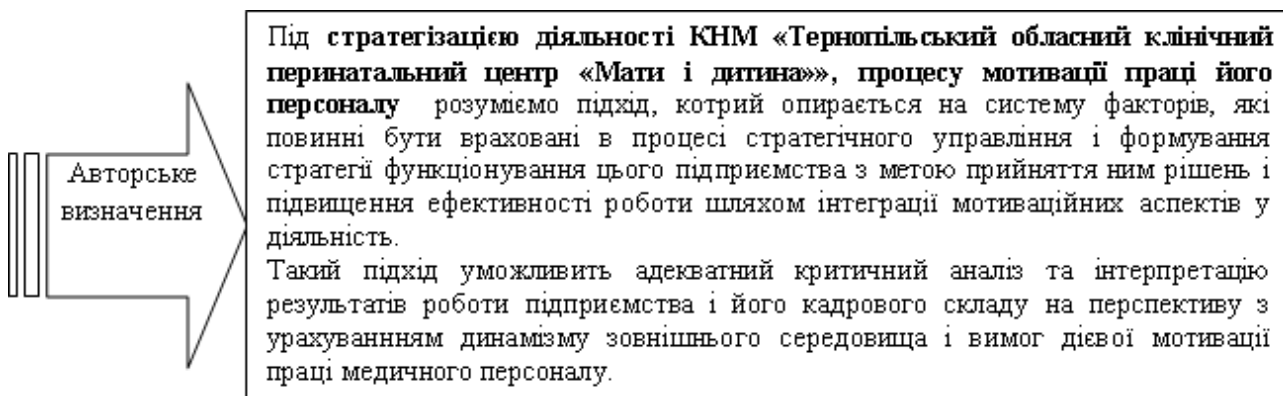 Авторське
визначення
Під стратегізацією діяльності КНМ «Тернопільський обласний клінічний
перинатальний центр «Мати і дитина»», процесу мотивації праці його
персоналу розуміємо підхід, котрий опирається на систему факторів, які
повинні бути враховані в процесі стратегічного управління і формування
стратегії функціонування цього підприємства з метою прийняття ним рішень і
підвищення ефективності роботи шляхом інтеграції мотиваційних аспектів у
діяльність.
Такий підхід уможливить адекватний критичний аналіз та інтерпретацію
результатів роботи підприємства і його кадрового складу на перспективу з
урахуваннням динамізму зовнішнього середовища і вимог дієвої мотивації
праці медичного персоналу.